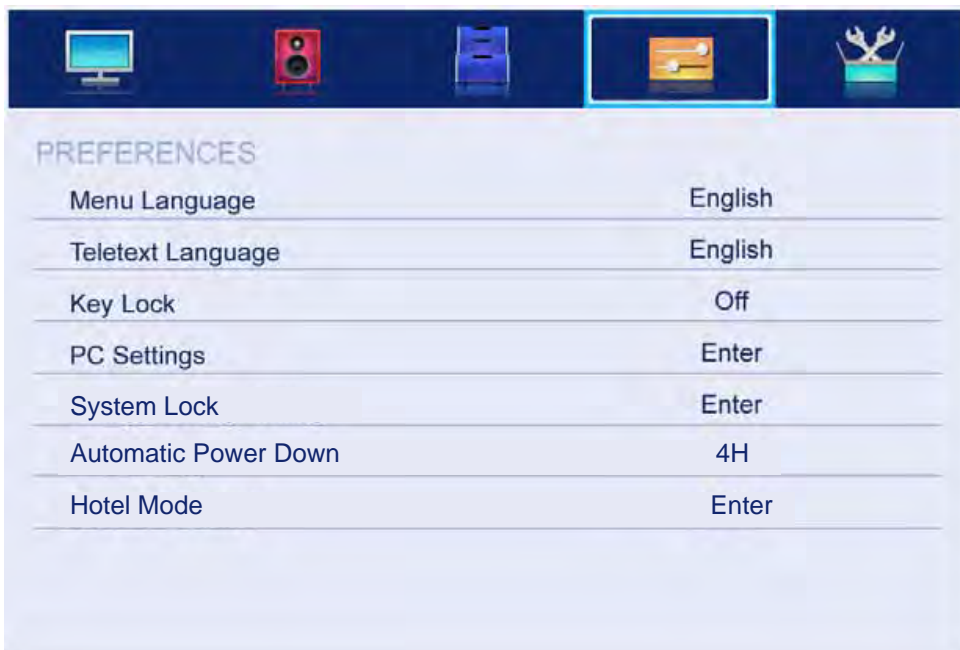 PREFERENCES
Menu Language English
Teletext Language English
Key Lock Off
PC Settings Enter
System Lock Enter
Automatic Power Down 4H
Hotel Mode Enter